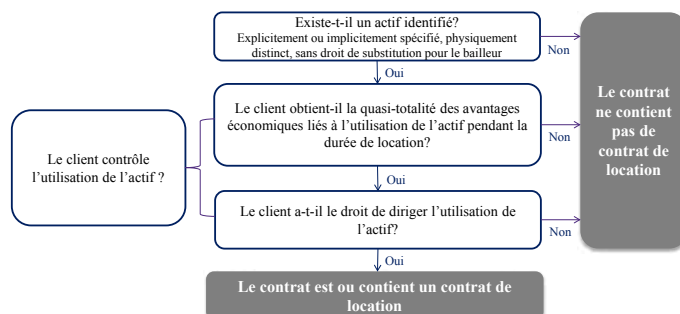 Existe-t-il un actif identifié?
Explicitement ou implicitement spécifié, physiquement
distinct, sans droit de substitution pour le bailleur
Non
Oui
Le contrat
ne contient
pas de
contrat de
location
Le client obtient-il la quasi-totalité des avantages
économiques liés à l'utilisation de l'actif pendant la
durée de location?
Non
Le client contrôle
l'utilisation de l'actif ?
Oui
Le client a-t-il le droit de diriger l'utilisation de
l'actif?
Non
Oui
Le contrat est ou contient un contrat de
location